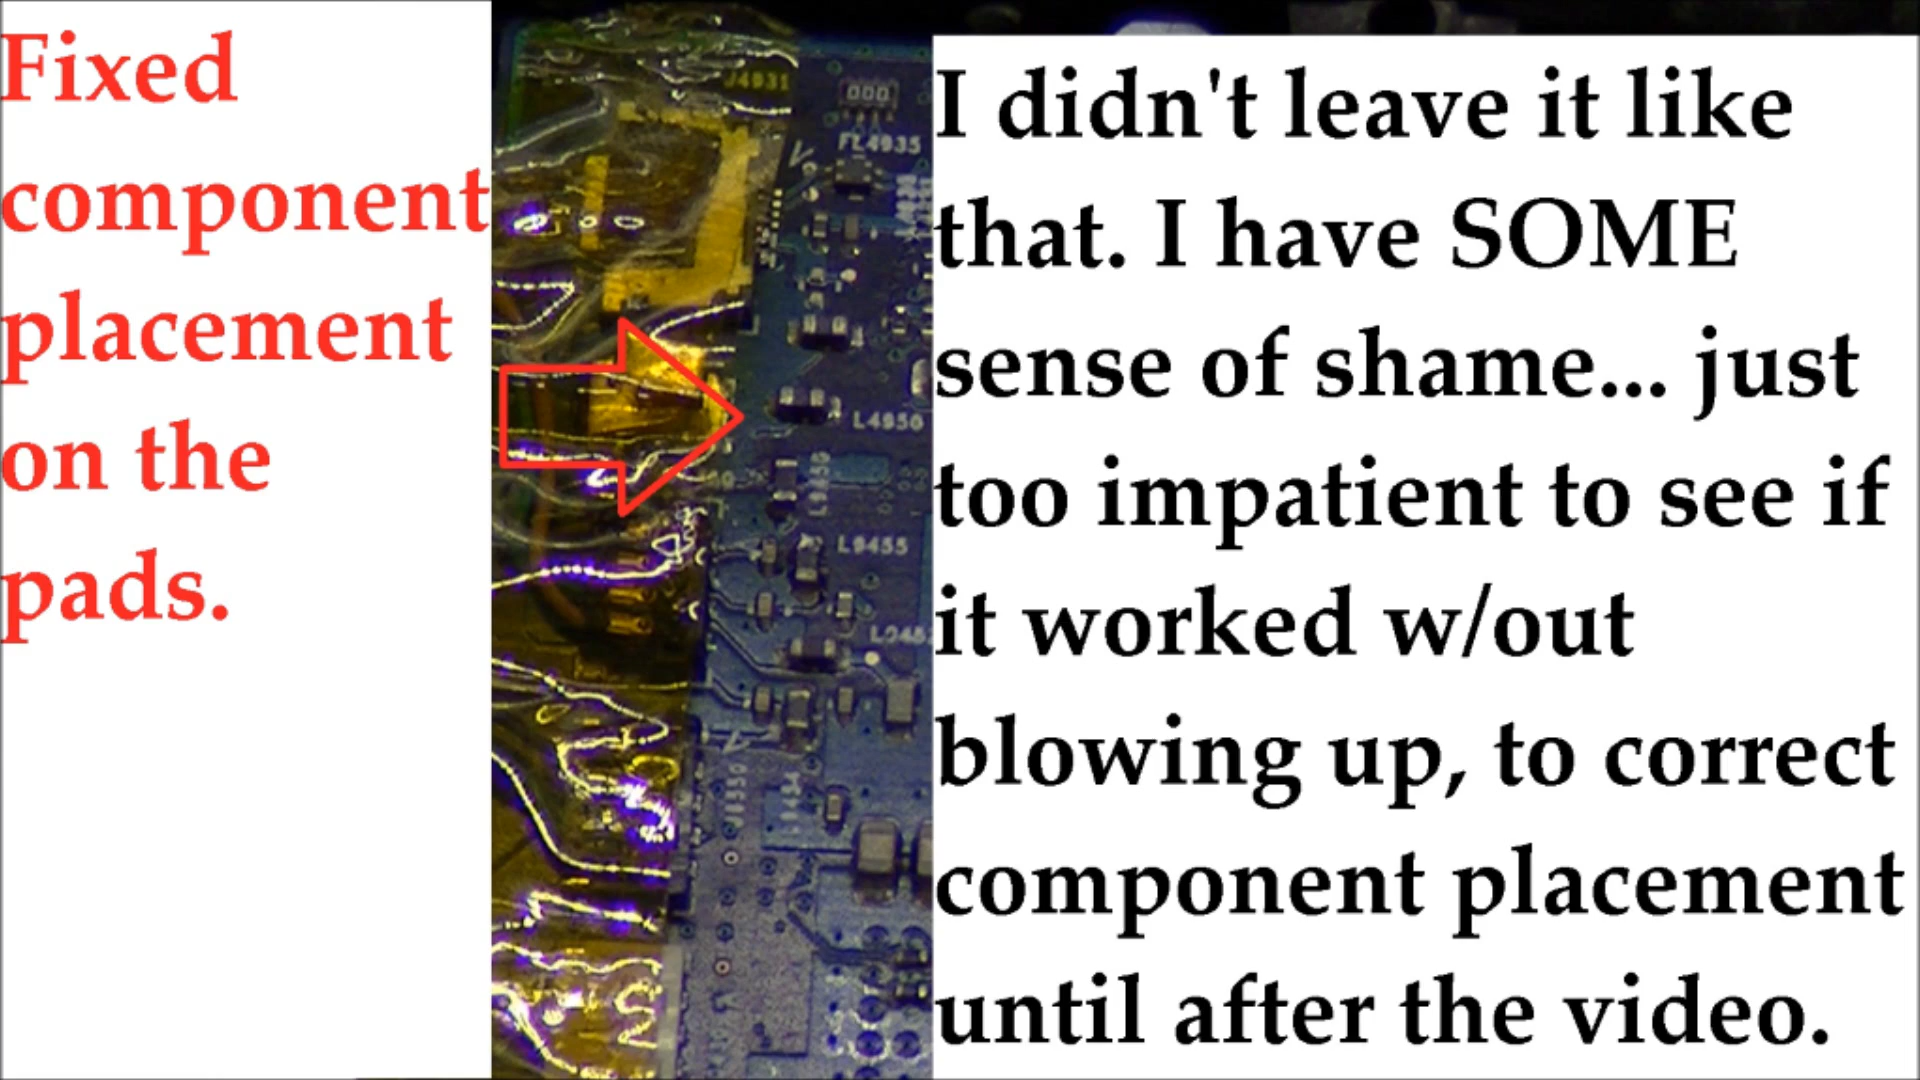 Fixed
component
placement
on the
pads.
J4931
000
FL4935
L4950
L9455
I didn't leave it like
that. I have SOME
sense of shame... just
too impatient to see if
it worked w/out
blowing up, to correct
component placement
until after the video.